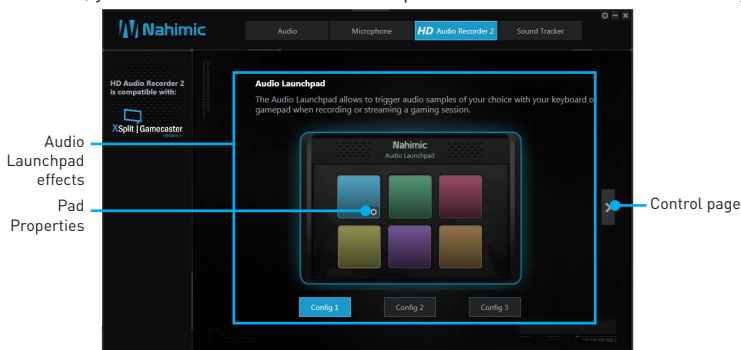 Nahimic
Audio
Microphone
HD Audio Recorder 2
Sound Tracker
HD Audio Recorder 2
is compatible with:
XSplit | Gamecaster
Audio Launchpad
The Audio Launchpad allows to trigger audio samples of your choice with your keyboard or
gamepad when recording or streaming a gaming session.
Nahimic
Audio Launchpad
Config 1
Config 2
Config 3
Audio
Launchpad
effects
Pad
Properties
Control page